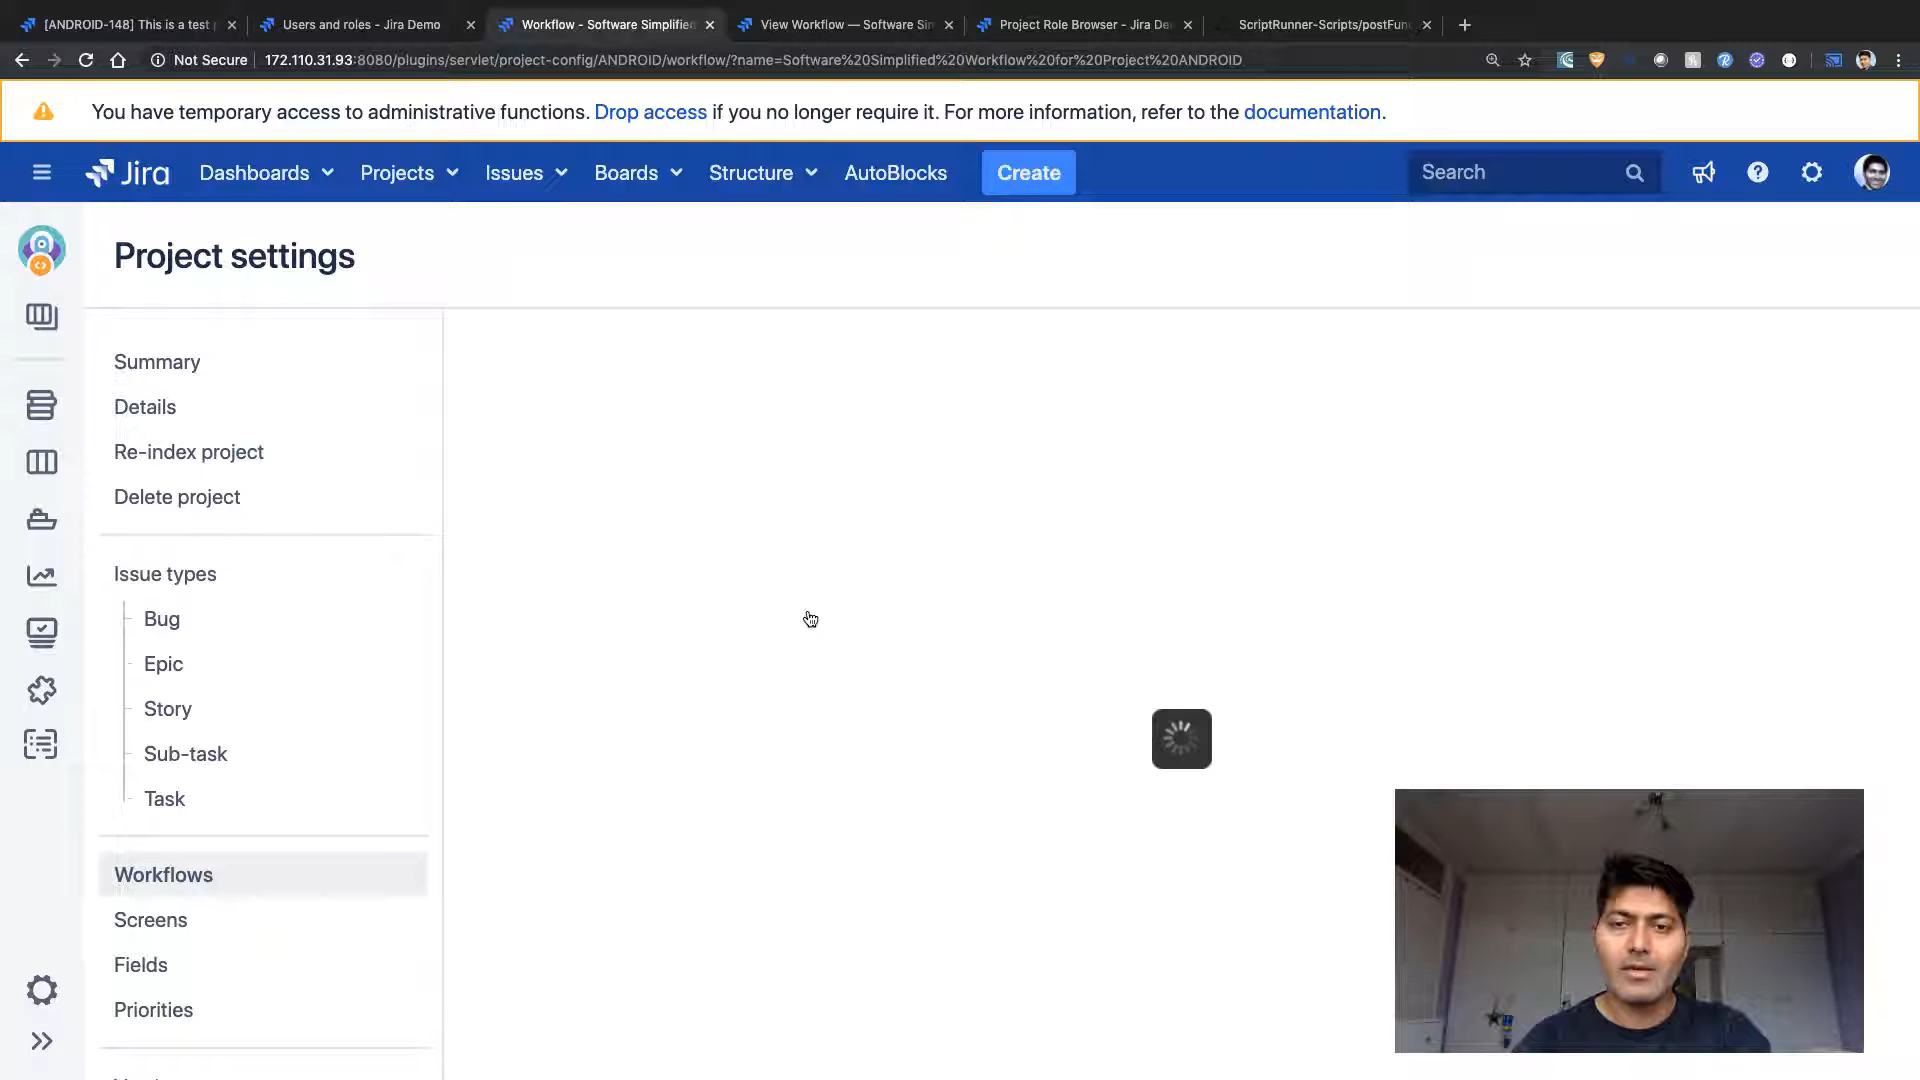 [ANDROID-148] This is a test
Users and roles - Jira Demo
Workflow - Software Simplified
View Workflow — Software Sim
Project Role Browser - Jira De
ScriptRunner-Scripts/postFun
Not Secure
172.110.31.93:8080/plugins/servlet/project-config/ANDROID/workflow/?name=Software%20Simplified%20Workflow%20for%20Project%20ANDROID
You have temporary access to administrative functions. Drop access if you no longer require it. For more information, refer to the documentation.
Jira
Dashboards
Projects
Issues
Boards
Structure
AutoBlocks
Create
Search
Project settings
Summary
Details
Re-index project
Delete project
Issue types
Bug
Epic
Story
Sub-task
Task
Workflows
Screens
Fields
Priorities